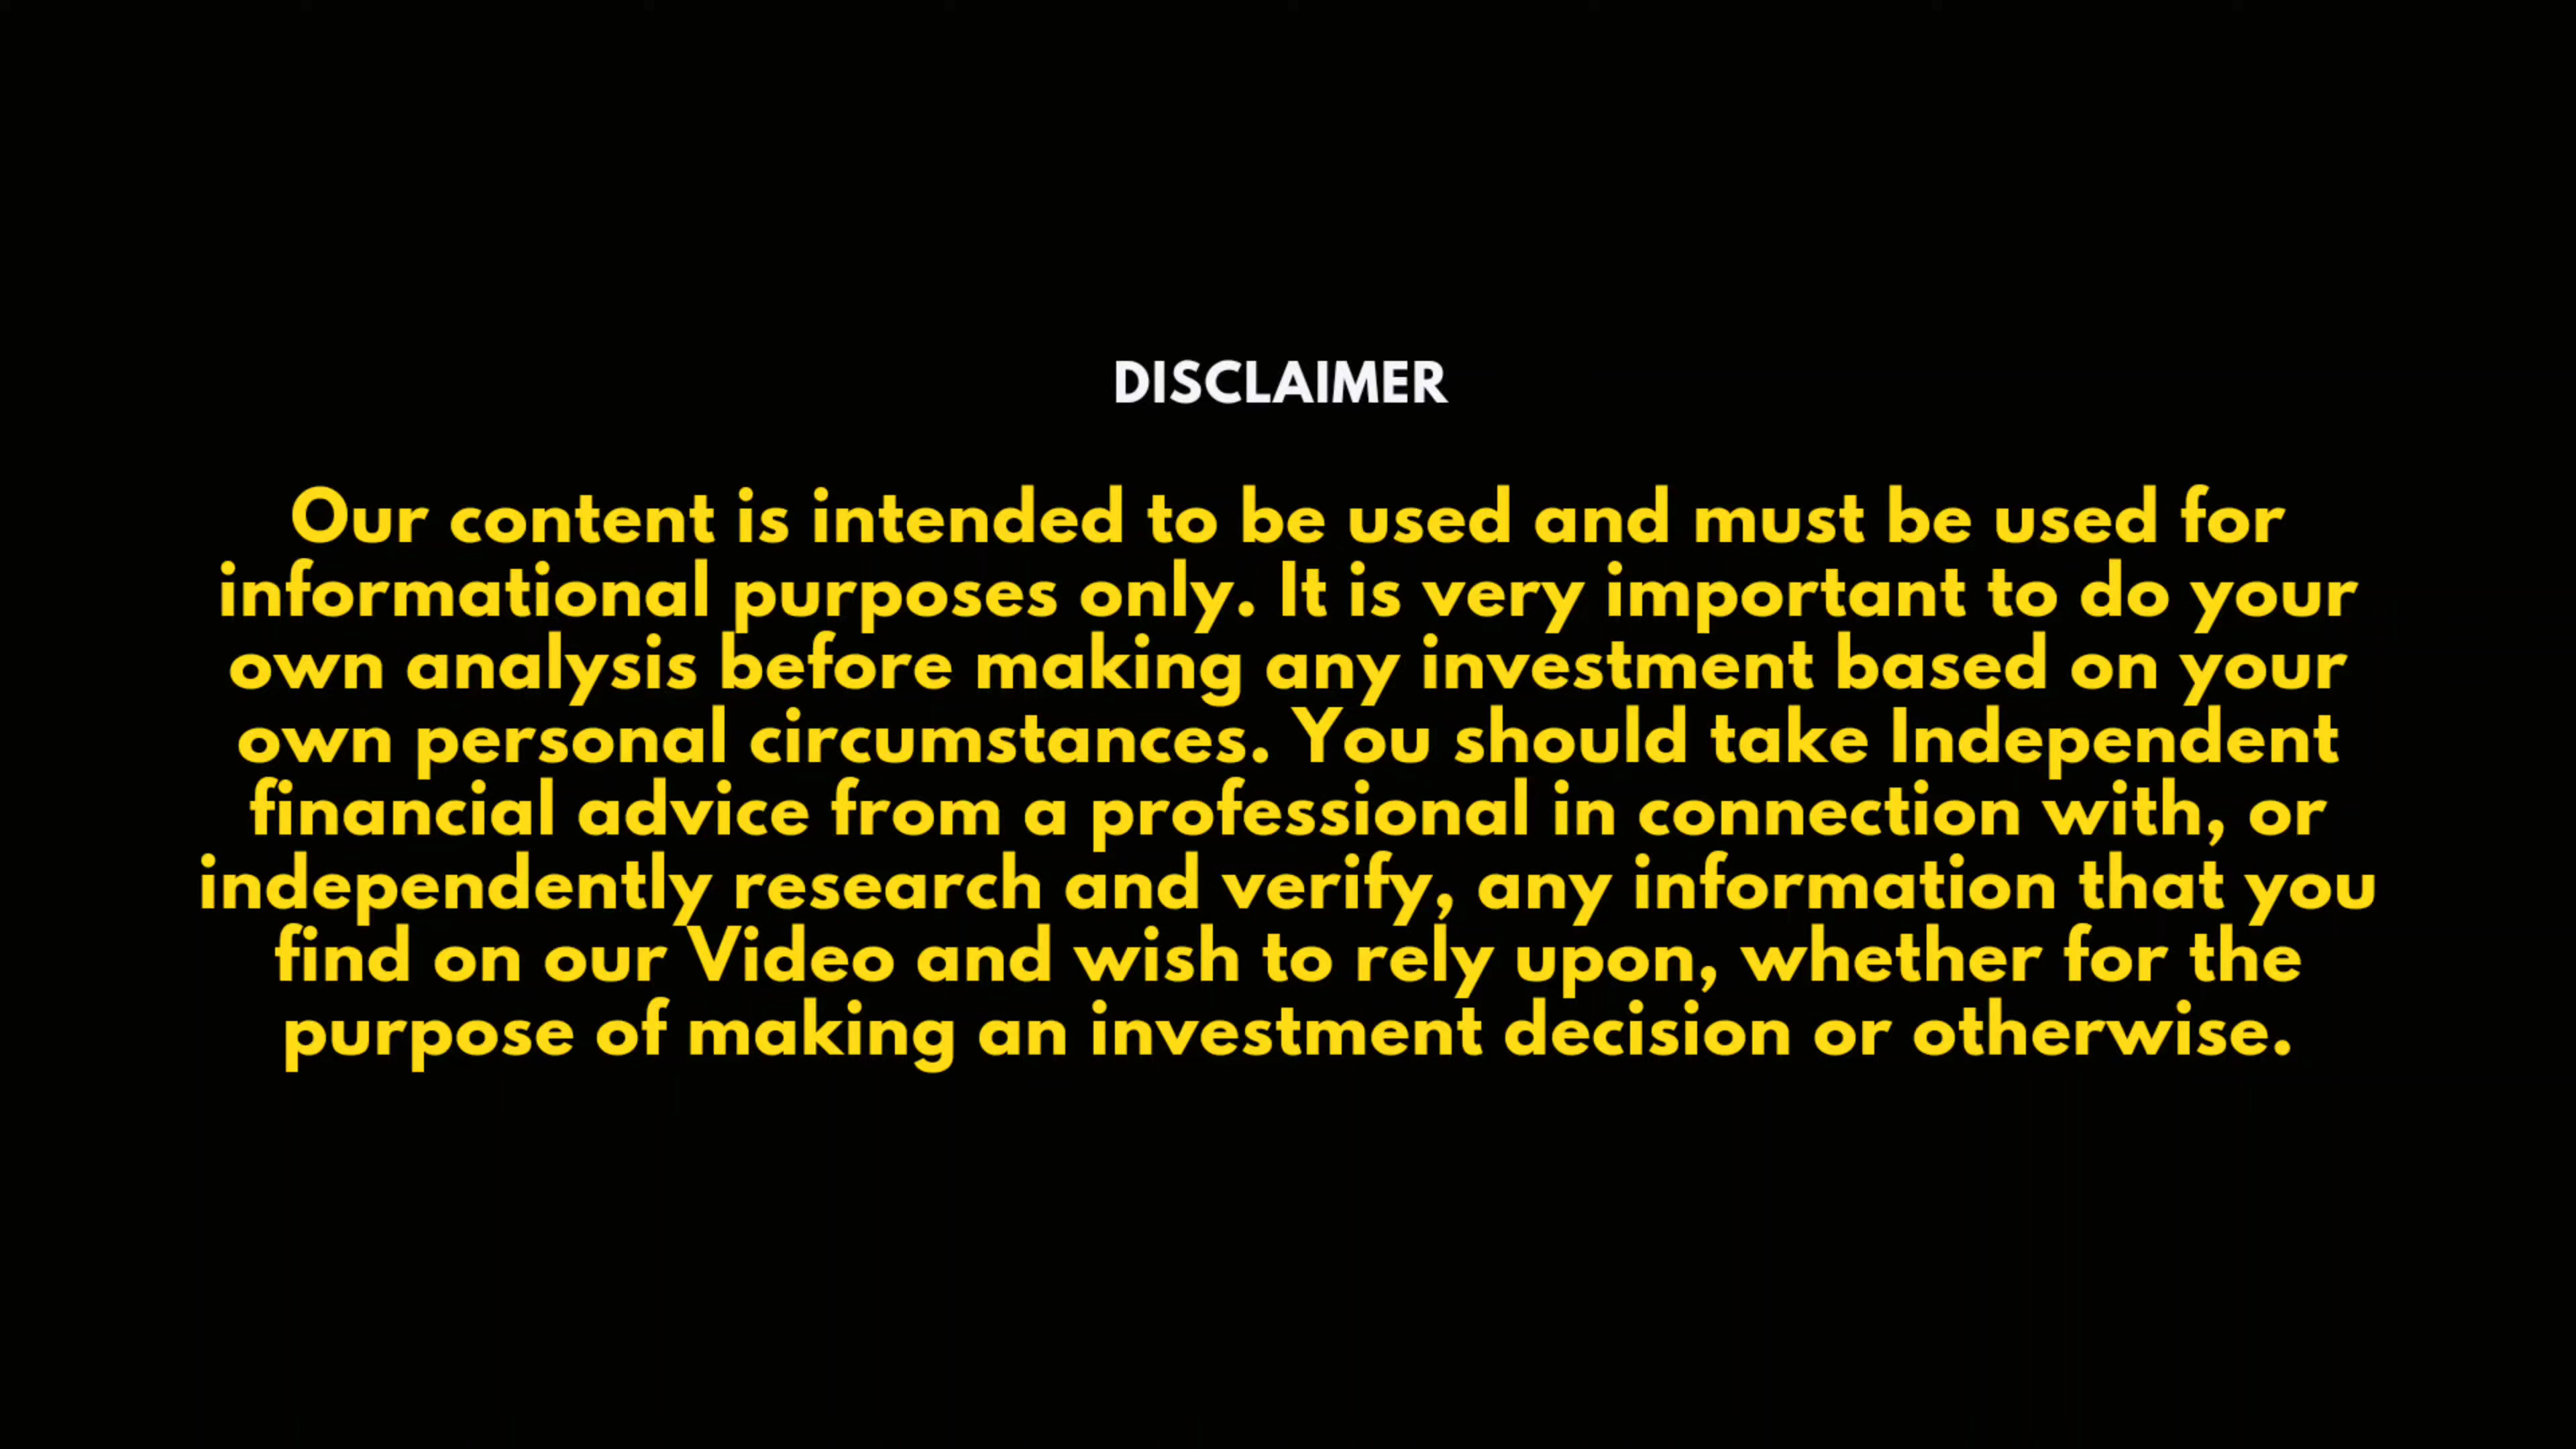 DISCLAIMER
Our content is intended to be used and must be used for
informational purposes only. It is very important to do your
own analysis before making any investment based on your
own personal circumstances. You should take Independent
financial advice from a professional in connection with, or
independently research and verify, any information that you
find on our Video and wish to rely upon, whether for the
purpose of making an investment decision or otherwise.